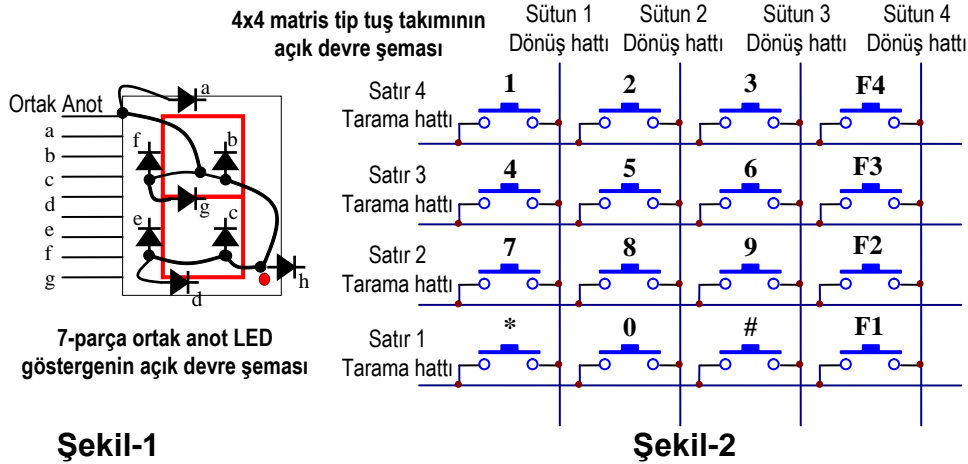 4x4 matris tip tuş takımının
açık devre şeması
Sütun 1
Dönüş hattı
Sütun 2
Dönüş hattı
Sütun 3
Dönüş hattı
Sütun 4
Dönüş hattı
Ortak Anot
a
b
c
d
e
f
g
a
f
b
g
e
c
d
h
7-parça ortak anot LED
göstergenin açık devre şeması
Şekil-1
Satır 4
Tarama hattı
1 2 3 F4
Satır 3
Tarama hattı
4 5 6 F3
Satır 2
Tarama hattı
7 8 9 F2
Satır 1
Tarama hattı
* 0 # F1
Şekil-2